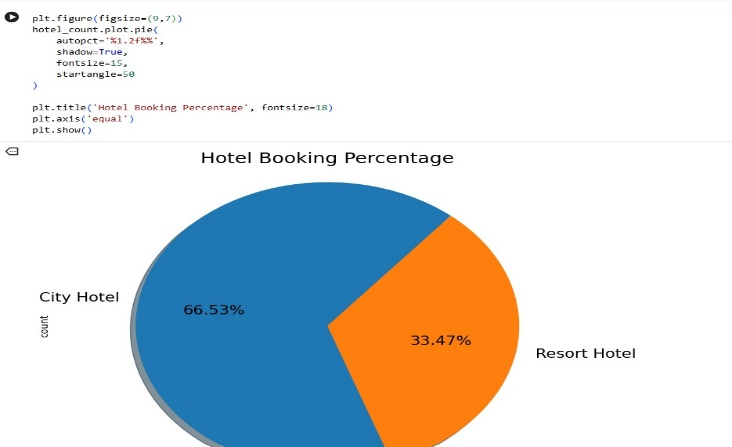 plt.figure(figsize=(9,7))
hotel_count.plot.pie(
    autopct='%1.2f%%',
    shadow=True,
    fontsize=15,
    startangle=50
)
plt.title('Hotel Booking Percentage', fontsize=18)
plt.axis('equal')
plt.show()
Hotel Booking Percentage
City Hotel
66.53%
count
33.47%
Resort Hotel